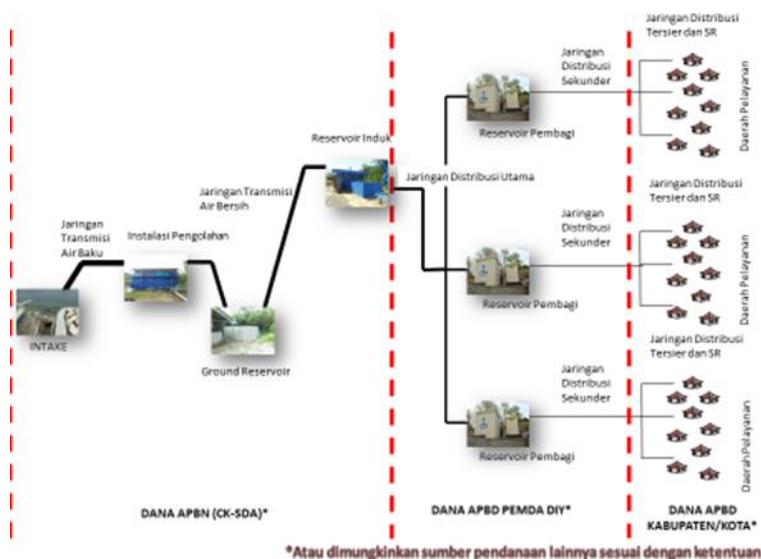 Jaringan Distribusi
Tersier dan SR
Jaringan
Distribusi
Sekunder
Reservoir Pembagi
Daerah Pelayanan
Reservoir Induk
Jaringan Distribusi Utama
Jaringan Transmisi
Air Bersih
Jaringan
Transmisi
Air Baku
Instalasi Pengolahan
INTAKE
Ground Reservoir
Jaringan Distribusi
Tersier dan SR
Jaringan
Distribusi
Sekunder
Reservoir Pembagi
Daerah Pelayanan
Jaringan Distribusi
Tersier dan SR
Jaringan
Distribusi
Sekunder
Reservoir Pembagi
Daerah Pelayanan
DANA APBN (CK-SDA)*
DANA APBD PEMDA DIY*
DANA APBD
KABUPATEN/KOTA*
*Atau dimungkinkan sumber pendanaan lainnya sesuai dengan ketentuan